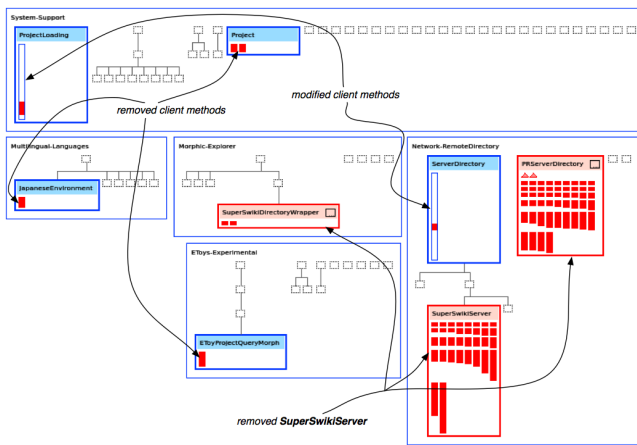 System-Support
ProjectLoading
Project
modified client methods
removed client methods
Multilingual-Languages
JapaneseEnvironment
Morphic-Explorer
SuperSwikiDirectoryWrapper
Network-RemoteDirectory
ServerDirectory
PRServerDirectory
EToys-Experimental
EToyProjectQueryMorph
SuperSwikiServer
removed SuperSwikiServer